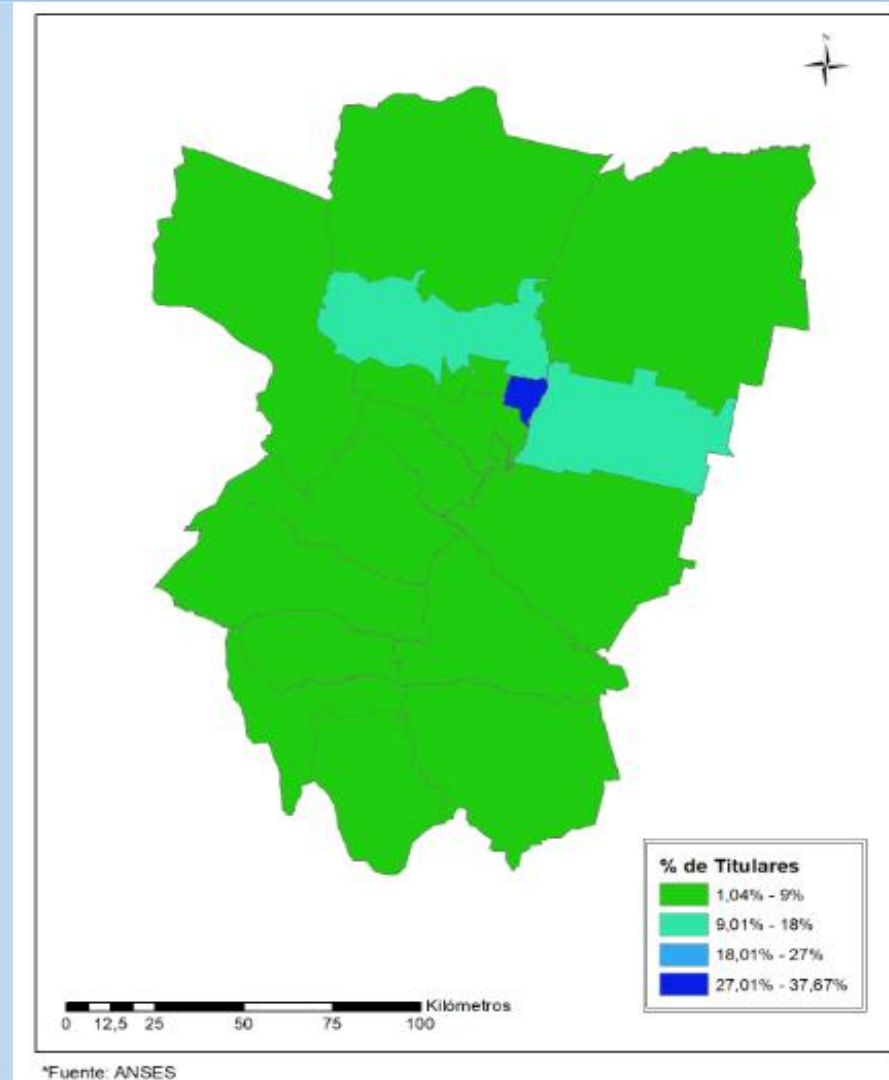 N
% de Titulares
1,04% - 9%
9,01% - 18%
18,01% - 27%
27,01% - 37,67%
Kilómetros
0 12,5 25 50 75 100
*Fuente: ANSES